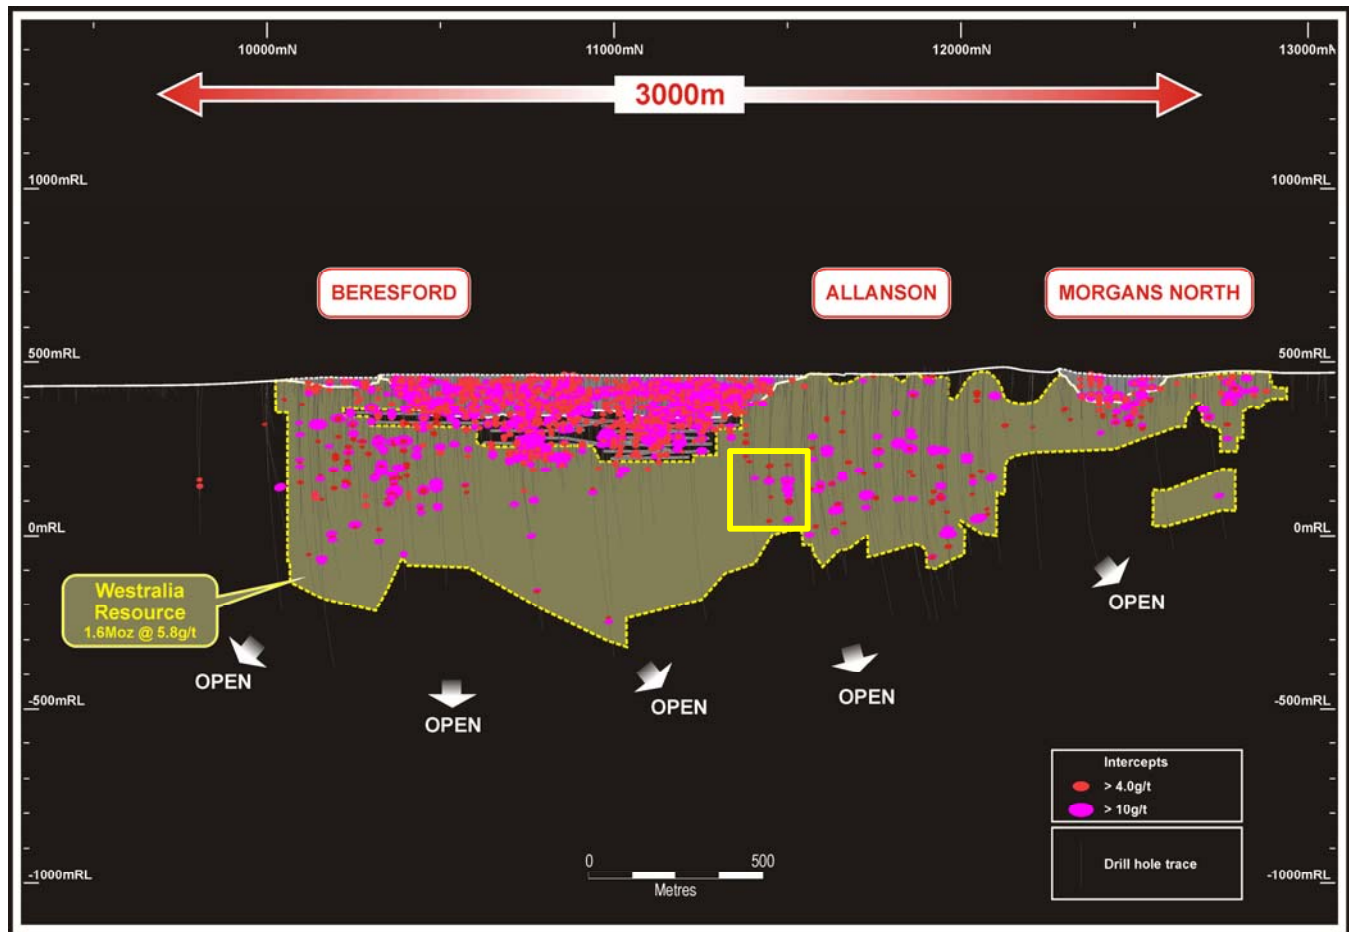 10000mN
11000mN
12000mN
13000mN
3000m
1000mRL
1000mRL
BERESFORD
ALLANSON
MORGANS NORTH
500mRL
500mRL
0mRL
0mRL
Westralia
Resource
1.6Moz @ 5.8g/t
OPEN
OPEN
OPEN
OPEN
OPEN
-500mRL
-500mRL
Intercepts
> 4.0g/t
> 10g/t
Drill hole trace
0 500
Metres
-1000mRL
-1000mRL